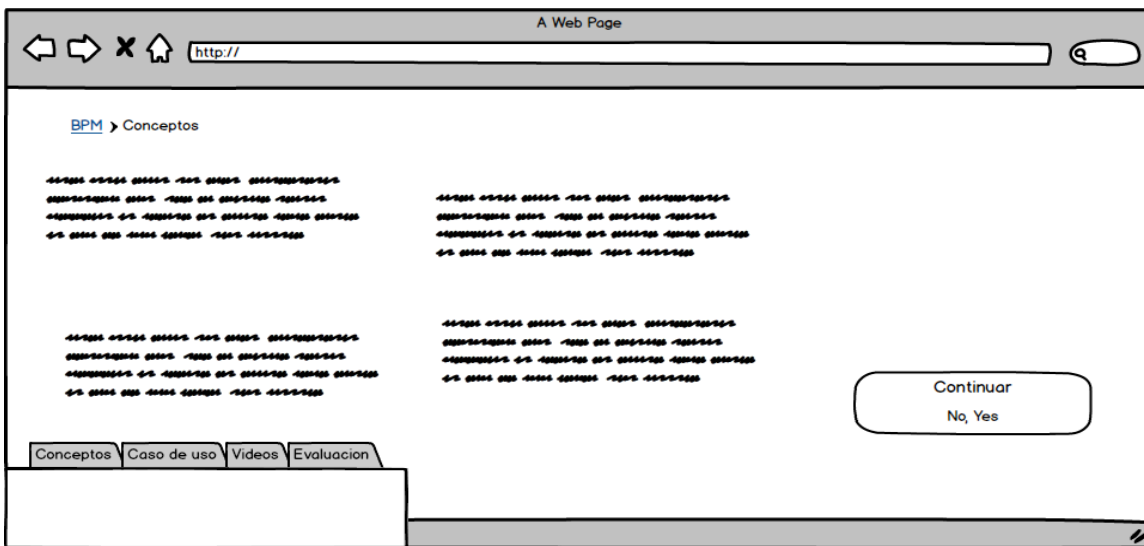 A Web Page
http://
BPM > Conceptos
Continuar
No, Yes
Conceptos Caso de uso Videos Evaluacion